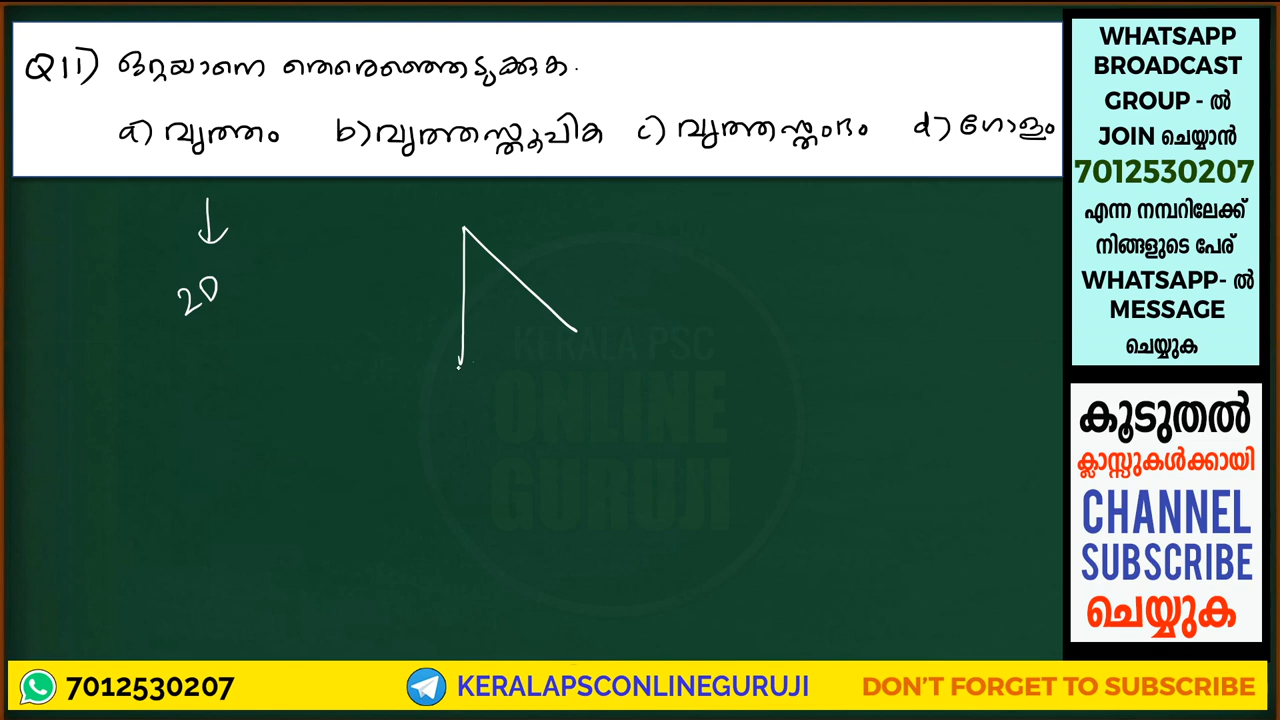 Q11) ഒറ്റയാനെ തെരെഞ്ഞെടുക്കുക.
a) വൃത്തം b) വൃത്തസ്തൂപിക c) വൃത്തസ്തംഭം d) ഗോളം
2D
KERALA PSC
ONLINE
GURUJI
WHATSAPP
BROADCAST
GROUP - ൽ
JOIN ചെയ്യാൻ
7012530207
എന്ന നമ്പറിലേക്ക്
നിങ്ങളുടെ പേര്
WHATSAPP- ൽ
MESSAGE
ചെയ്യുക
കൂടുതൽ
ക്ലാസ്സുകൾക്കായി
CHANNEL
SUBSCRIBE
ചെയ്യുക
7012530207 KERALAPSCONLINEGURUJI DON'T FORGET TO SUBSCRIBE